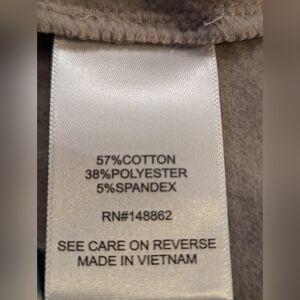 57%COTTON
38%POLYESTER
5%SPANDEX
RN#148862
SEE CARE ON REVERSE
MADE IN VIETNAM